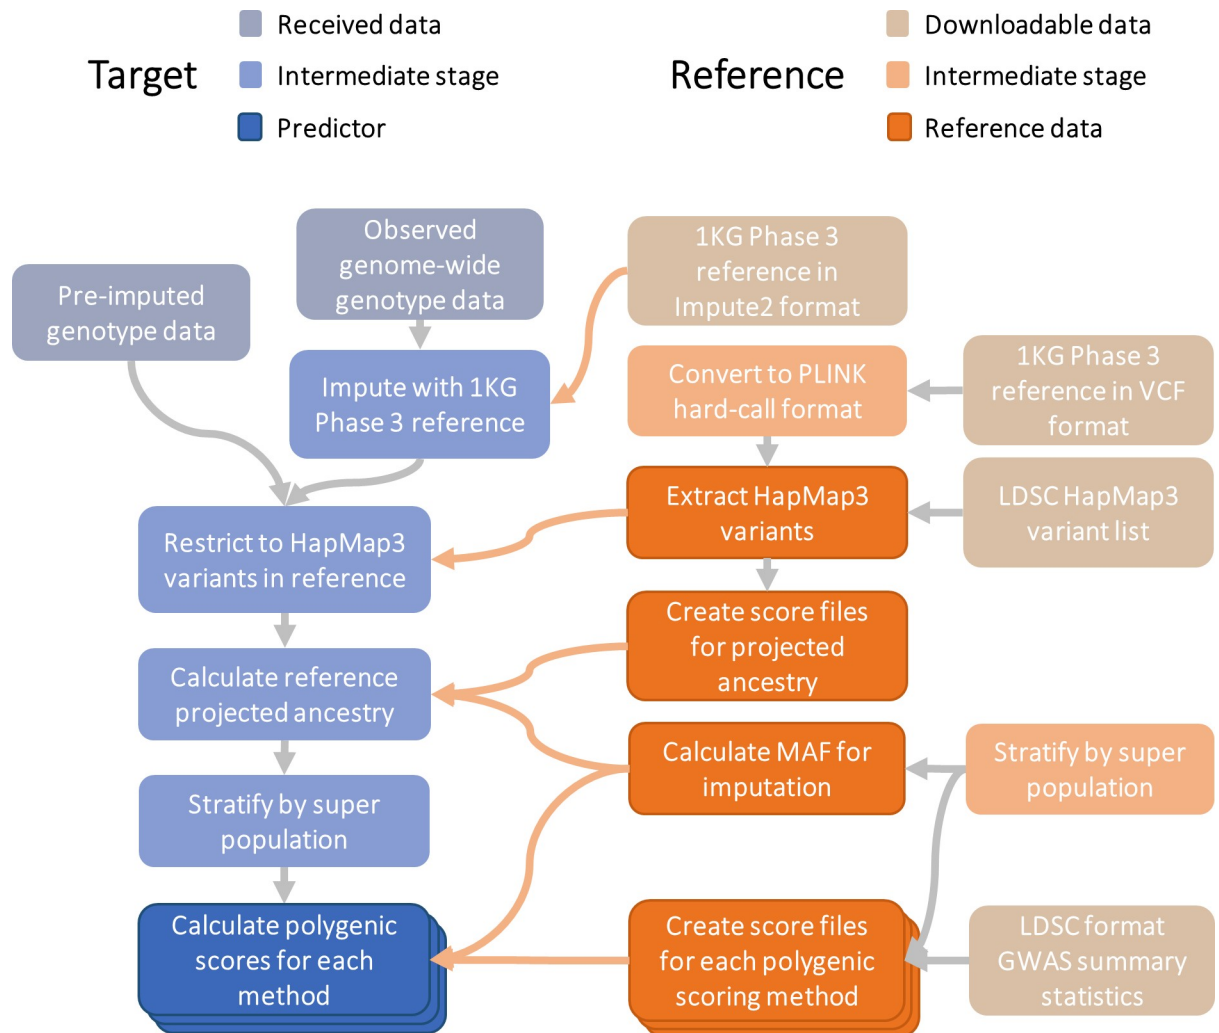 Target
Received data
Intermediate stage
Predictor
Reference
Downloadable data
Intermediate stage
Reference data
Pre-imputed
genotype data
Observed
genome-wide
genotype data
1KG Phase 3
reference in
Impute2 format
Impute with 1KG
Phase 3 reference
Convert to PLINK
hard-call format
1KG Phase 3
reference in VCF
format
Restrict to HapMap3
variants in reference
Extract HapMap3
variants
LDSC HapMap3
variant list
Calculate reference
projected ancestry
Create score files
for projected
ancestry
Stratify by super
population
Calculate MAF for
imputation
Stratify by super
population
Calculate polygenic
scores for each
method
Create score files
for each polygenic
scoring method
LDSC format
GWAS summary
statistics